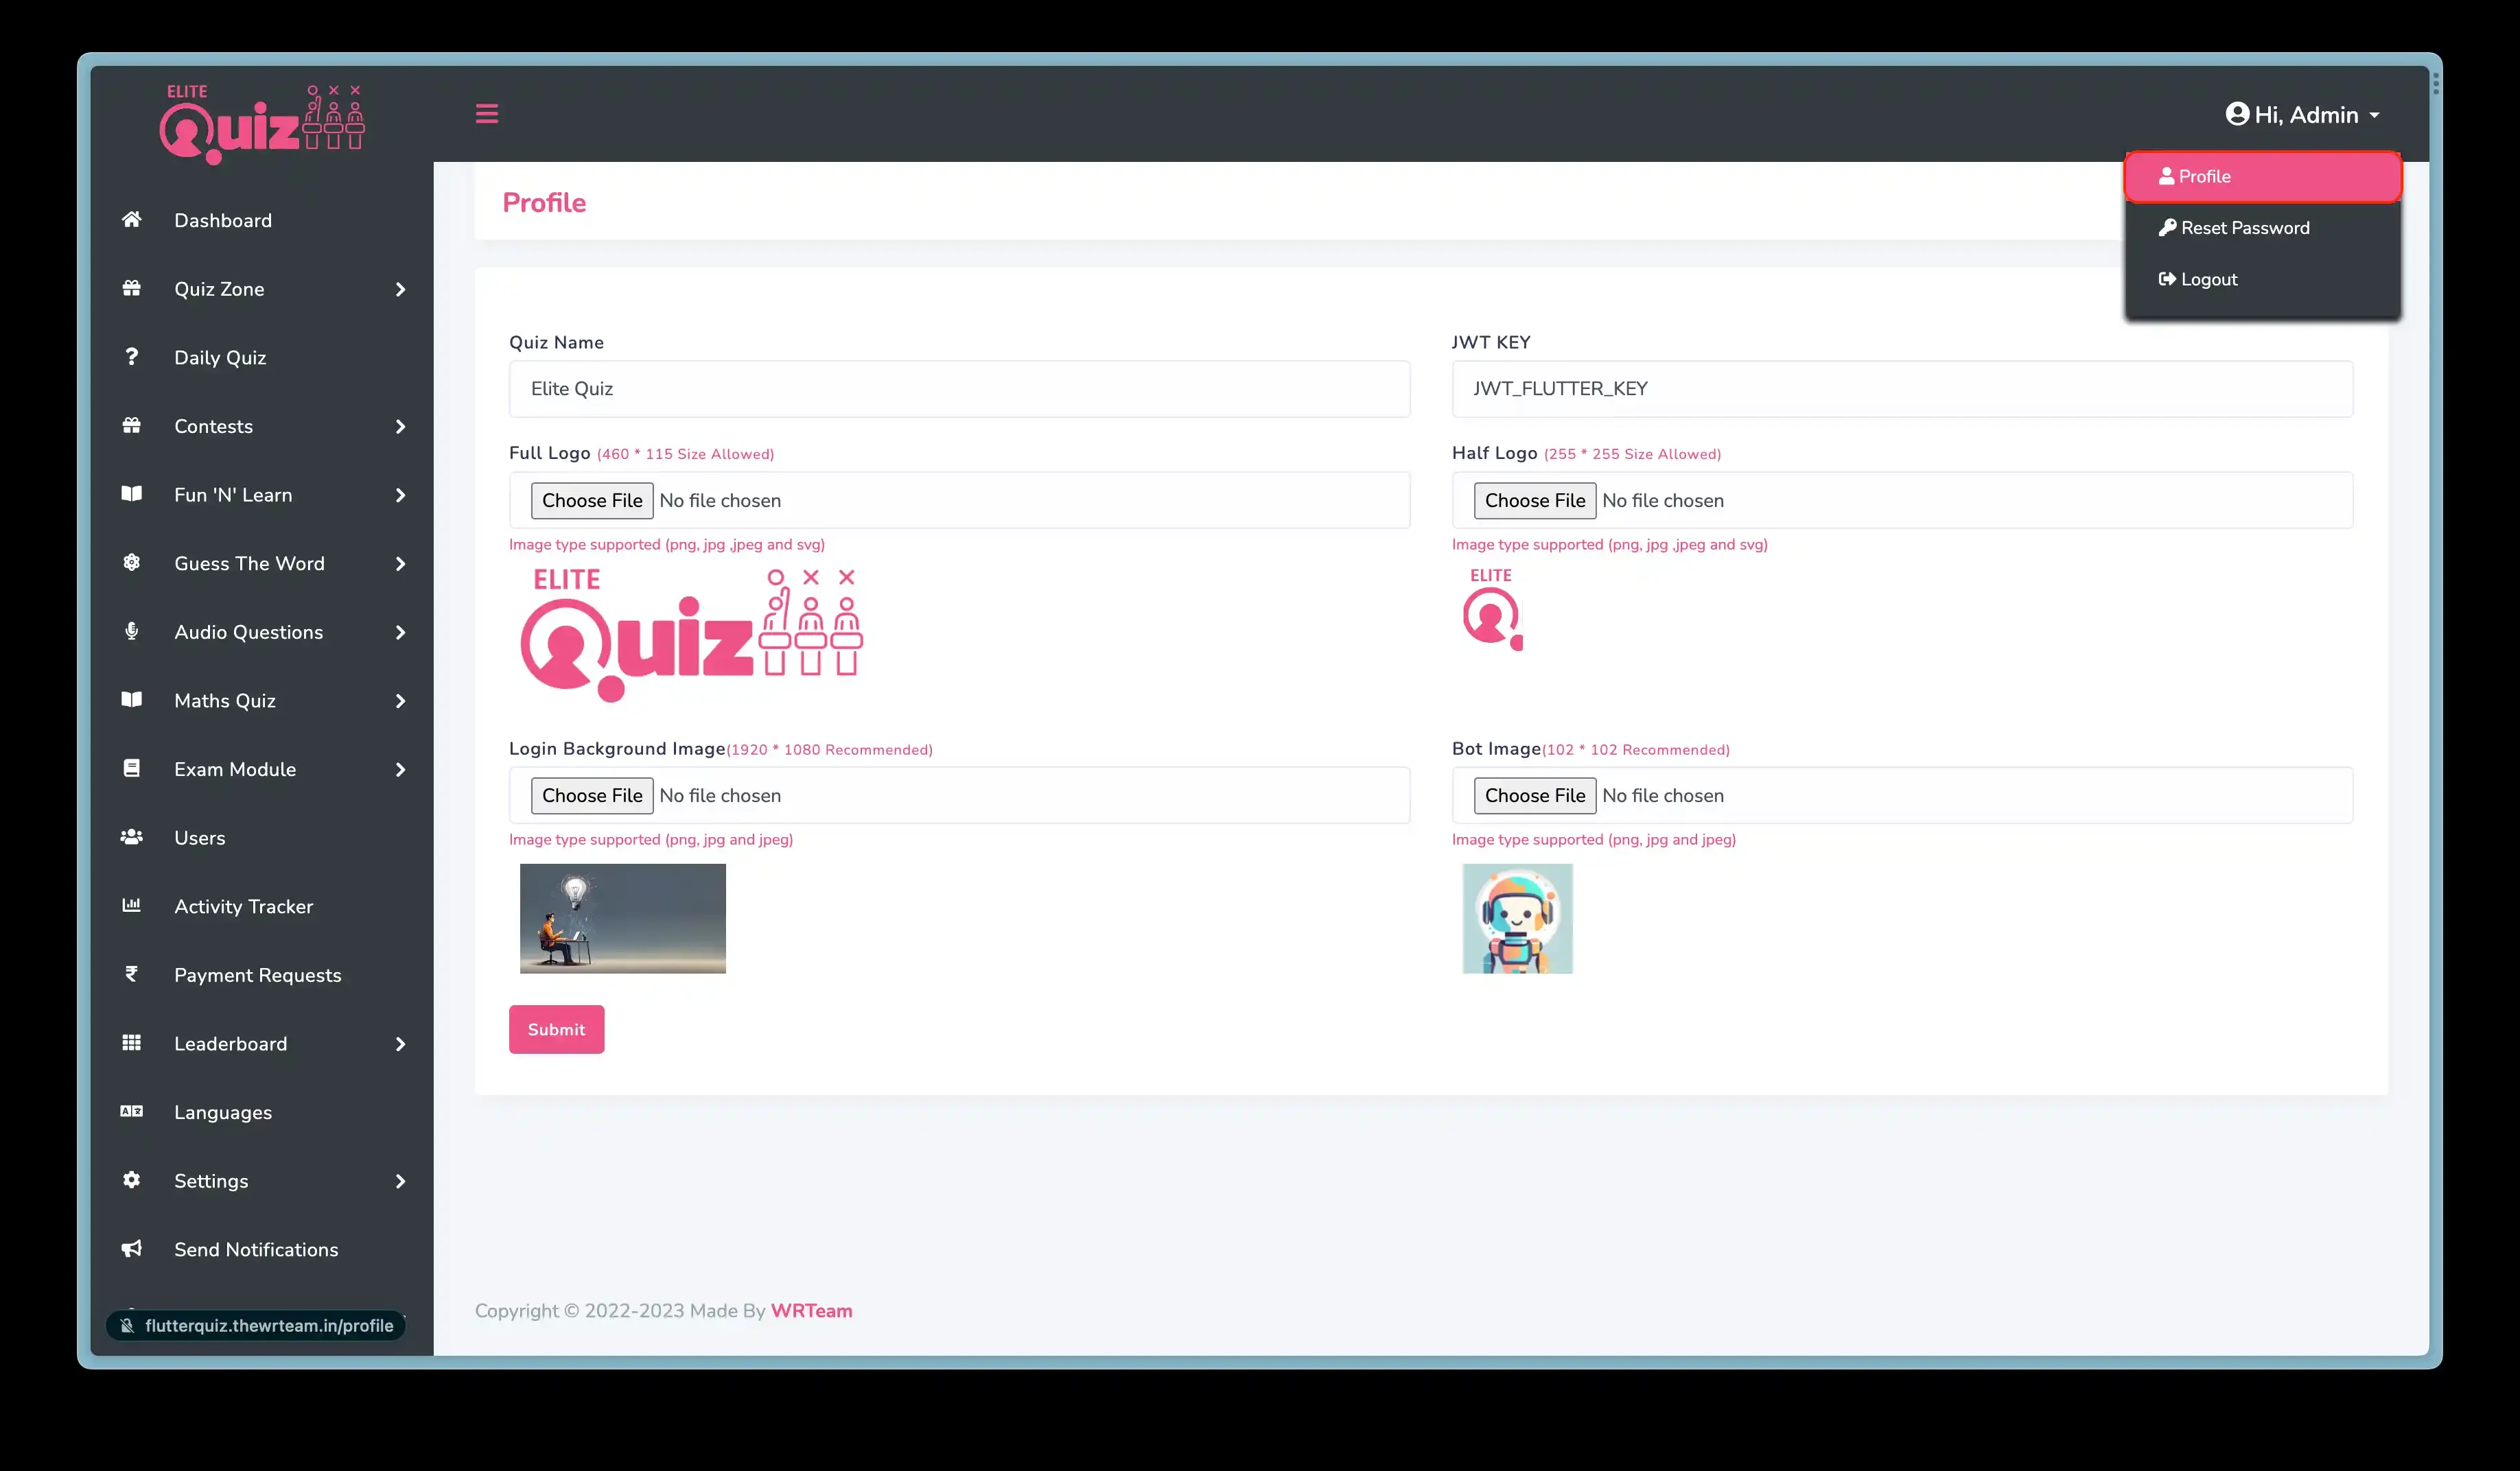 ELITE
Quiz
Hi, Admin
Profile
Reset Password
Logout
Dashboard
Quiz Zone
Daily Quiz
Contests
Fun 'N' Learn
Guess The Word
Audio Questions
Maths Quiz
Exam Module
Users
Activity Tracker
Payment Requests
Leaderboard
Languages
Settings
Send Notifications
flutterquiz.thewrteam.in/profile
Profile
Quiz Name
Elite Quiz
JWT KEY
JWT_FLUTTER_KEY
Full Logo (460 * 115 Size Allowed)
Choose File No file chosen
Image type supported (png, jpg ,jpeg and svg)
ELITE
Quiz
Half Logo (255 * 255 Size Allowed)
Choose File No file chosen
Image type supported (png, jpg ,jpeg and svg)
ELITE
Login Background Image(1920 * 1080 Recommended)
Choose File No file chosen
Image type supported (png, jpg and jpeg)
Bot Image(102 * 102 Recommended)
Choose File No file chosen
Image type supported (png, jpg and jpeg)
Submit
Copyright © 2022-2023 Made By WRTeam